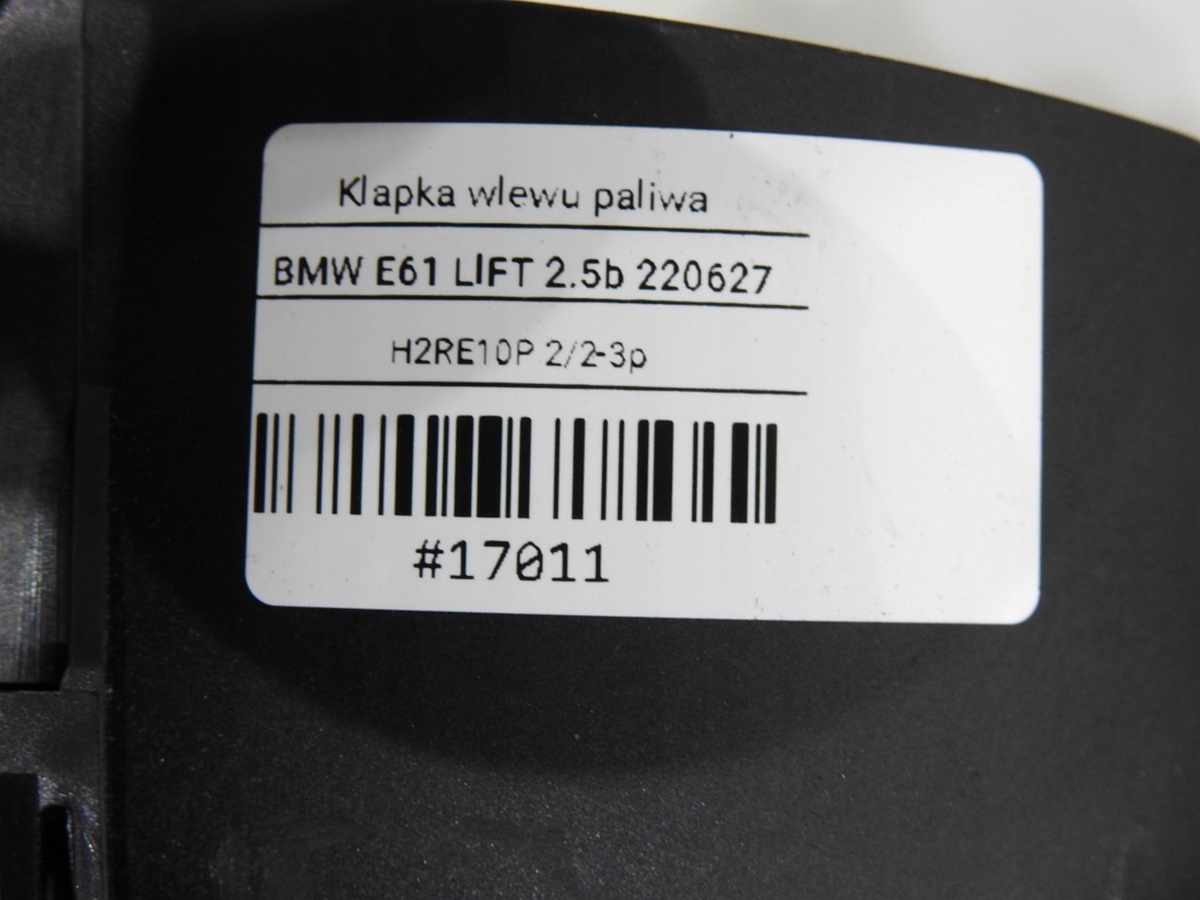 Klapka wlewu paliwa
BMW E61 LIFT 2.5b 220627
H2RE10P 2/2-3p
#17011